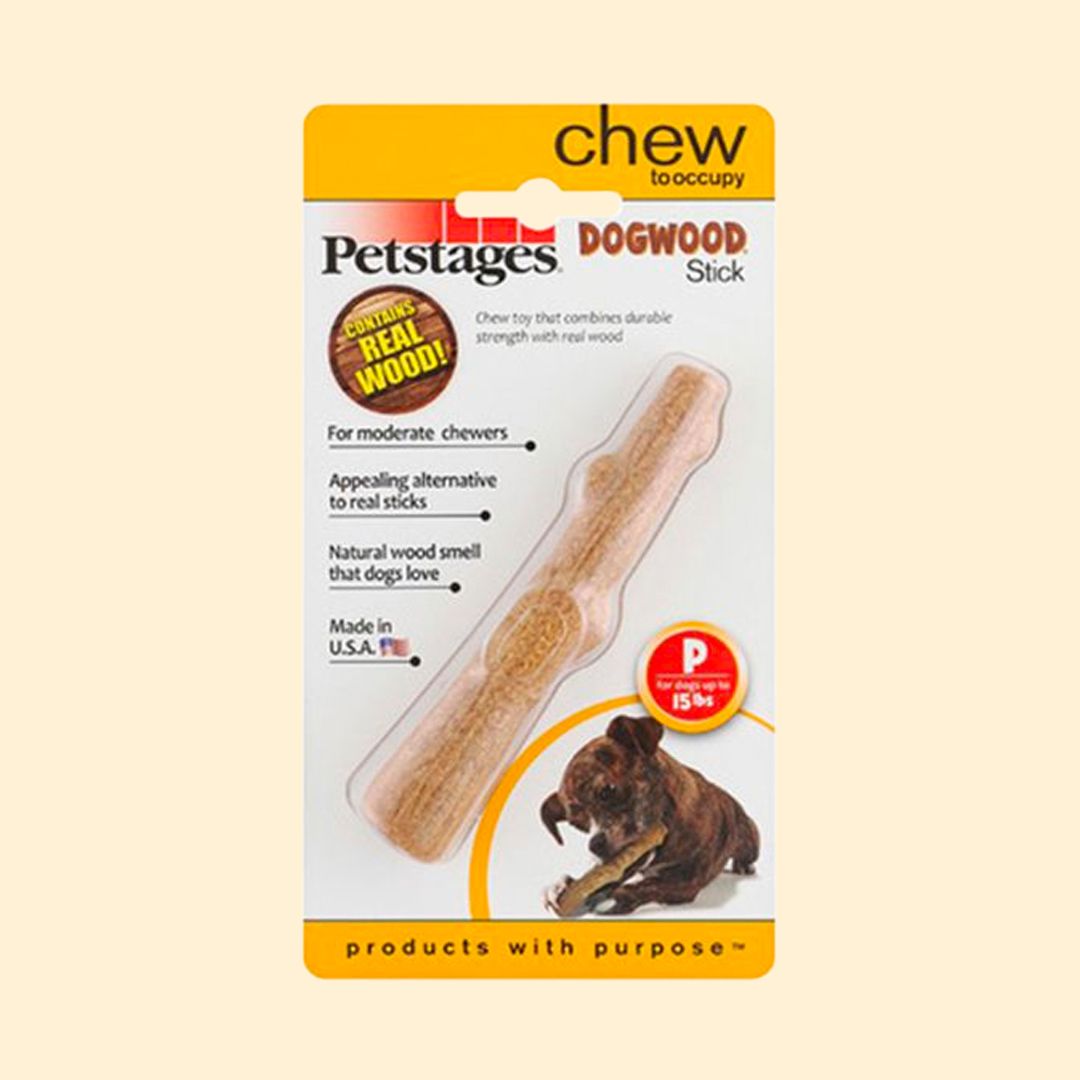 chew
to occupy
Petstages
DOGWOOD
Stick
CONTAINS
REAL
WOOD!
Chew toy that combines durable
strength with real wood
For moderate chewers
Appealing alternative
to real sticks
Natural wood smell
that dogs love
Made in
U.S.A.
P
for dogs up to
15 lbs
products with purpose™